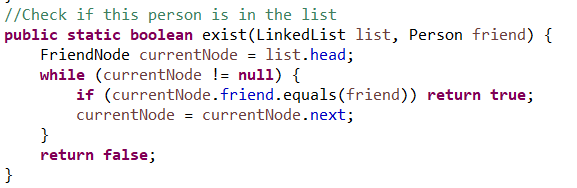 //Check if this person is in the list
public static boolean exist(LinkedList list, Person friend) {
FriendNode currentNode = list.head;
while (currentNode != null) {
if (currentNode.friend.equals(friend)) return true;
currentNode = currentNode.next;
}
return false;
}